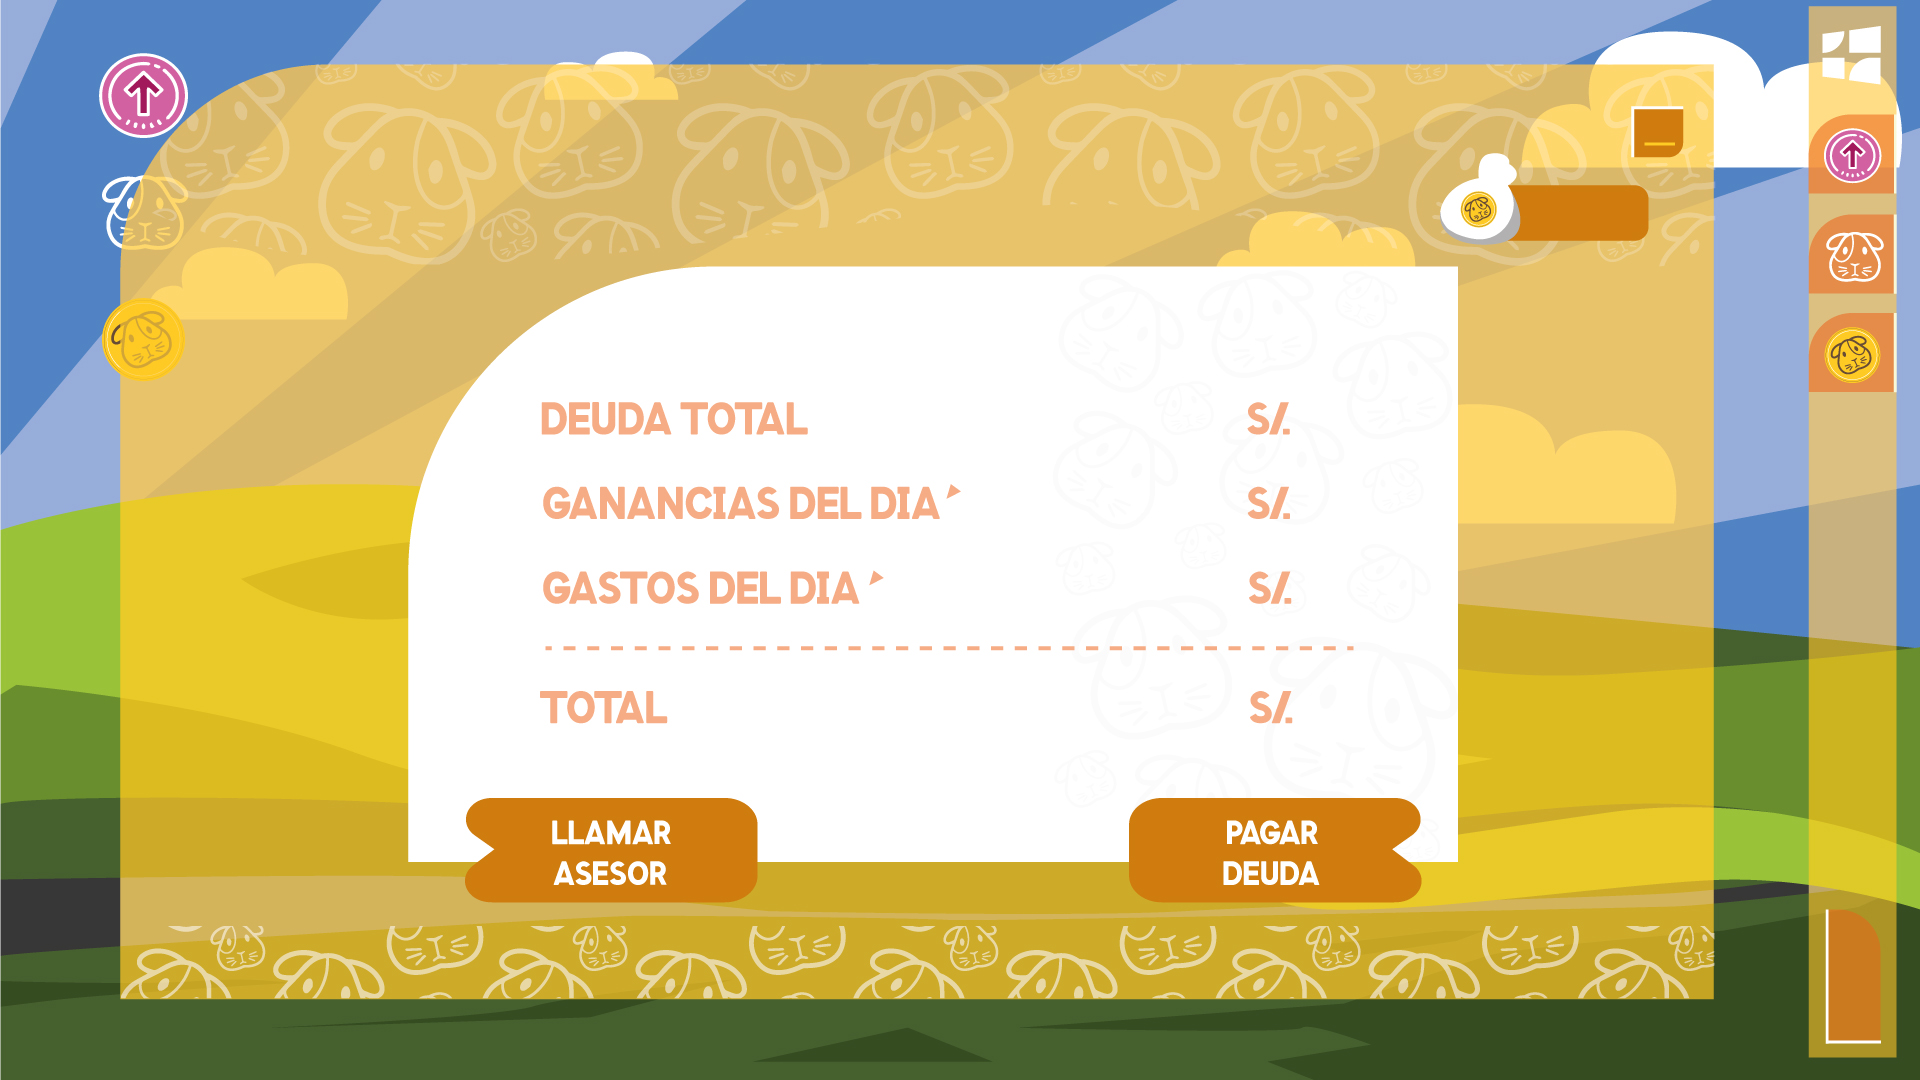 DEUDA TOTAL S/.
GANANCIAS DEL DIA S/.
GASTOS DEL DIA S/.
TOTAL S/.
LLAMAR
ASESOR
PAGAR
DEUDA